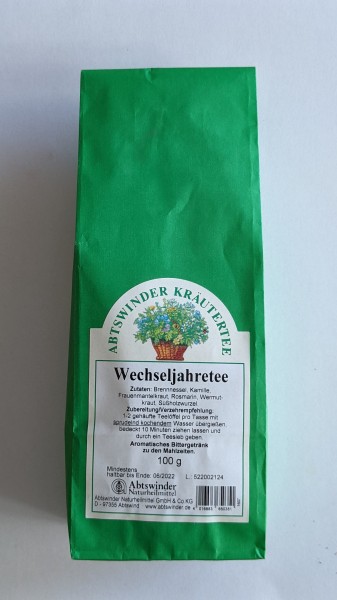 ABTSWINDER KRÄUTERTEE
Wechseljahretee
Zutaten: Brennnessel, Kamille,
Frauenmantelkraut, Rosmarin, Wermut-
kraut, Süßholzwurzel
Zubereitung/Verzehrempfehlung:
1-2 gehäufte Teelöffel pro Tasse mit
sprudelnd kochendem Wasser übergießen,
bedeckt 10 Minuten ziehen lassen und
durch ein Teesieb geben.
Aromatisches Bittergetränk
zu den Mahlzeiten.
100 g
Mindestens
haltbar bis Ende: 06/2022 L.: 522002124
Abtswinder
Naturheilmittel
Abtswinder Naturheilmittel GmbH & Co KG
D - 97355 Abtswind www.abtswinder.de